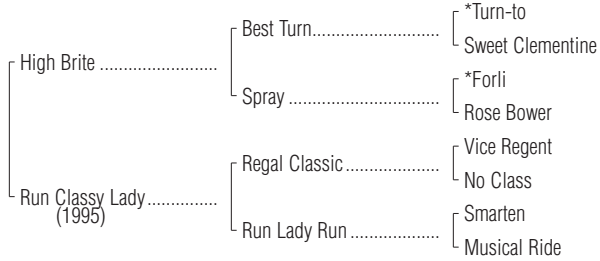 *Turn-to
Best Turn..............................
Sweet Clementine
High Brite ............................
*Forli
Spray ....................................
Rose Bower
Vice Regent
Regal Classic.......................
No Class
Run Classy Lady.................
(1995)
Smarten
Run Lady Run .....................
Musical Ride